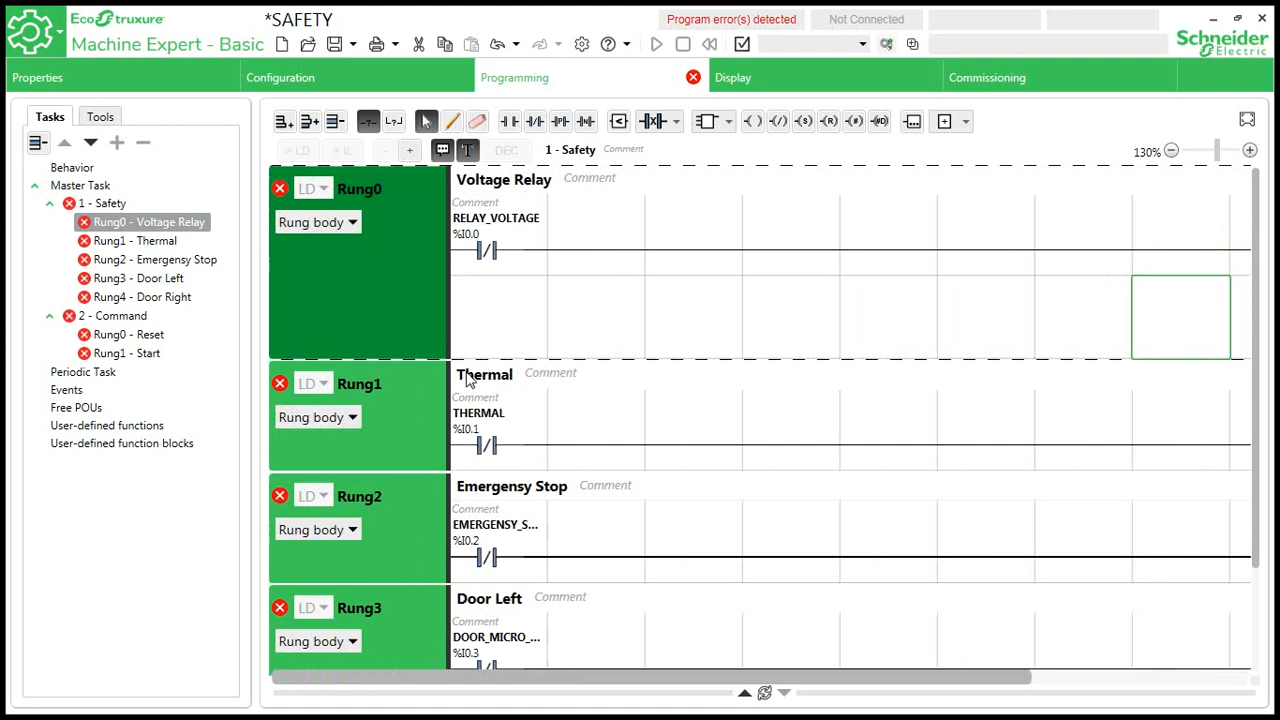 EcoStruxure
Machine Expert - Basic
*SAFETY
Program error(s) detected
Not Connected
Schneider
Electric
Properties
Configuration
Programming
Display
Commissioning
Tasks
Tools
Behavior
Master Task
1 - Safety
Rung0 - Voltage Relay
Rung1 - Thermal
Rung2 - Emergensy Stop
Rung3 - Door Left
Rung4 - Door Right
2 - Command
Rung0 - Reset
Rung1 - Start
Periodic Task
Events
Free POUs
User-defined functions
User-defined function blocks
> LD
> IL
DEC
1 - Safety Comment
130%
LD Rung0
Rung body
Voltage Relay Comment
Comment
RELAY_VOLTAGE
%I0.0
LD Rung1
Rung body
Thermal Comment
Comment
THERMAL
%I0.1
LD Rung2
Rung body
Emergensy Stop Comment
Comment
EMERGENSY_S...
%I0.2
LD Rung3
Rung body
Door Left Comment
Comment
DOOR_MICRO_...
%I0.3